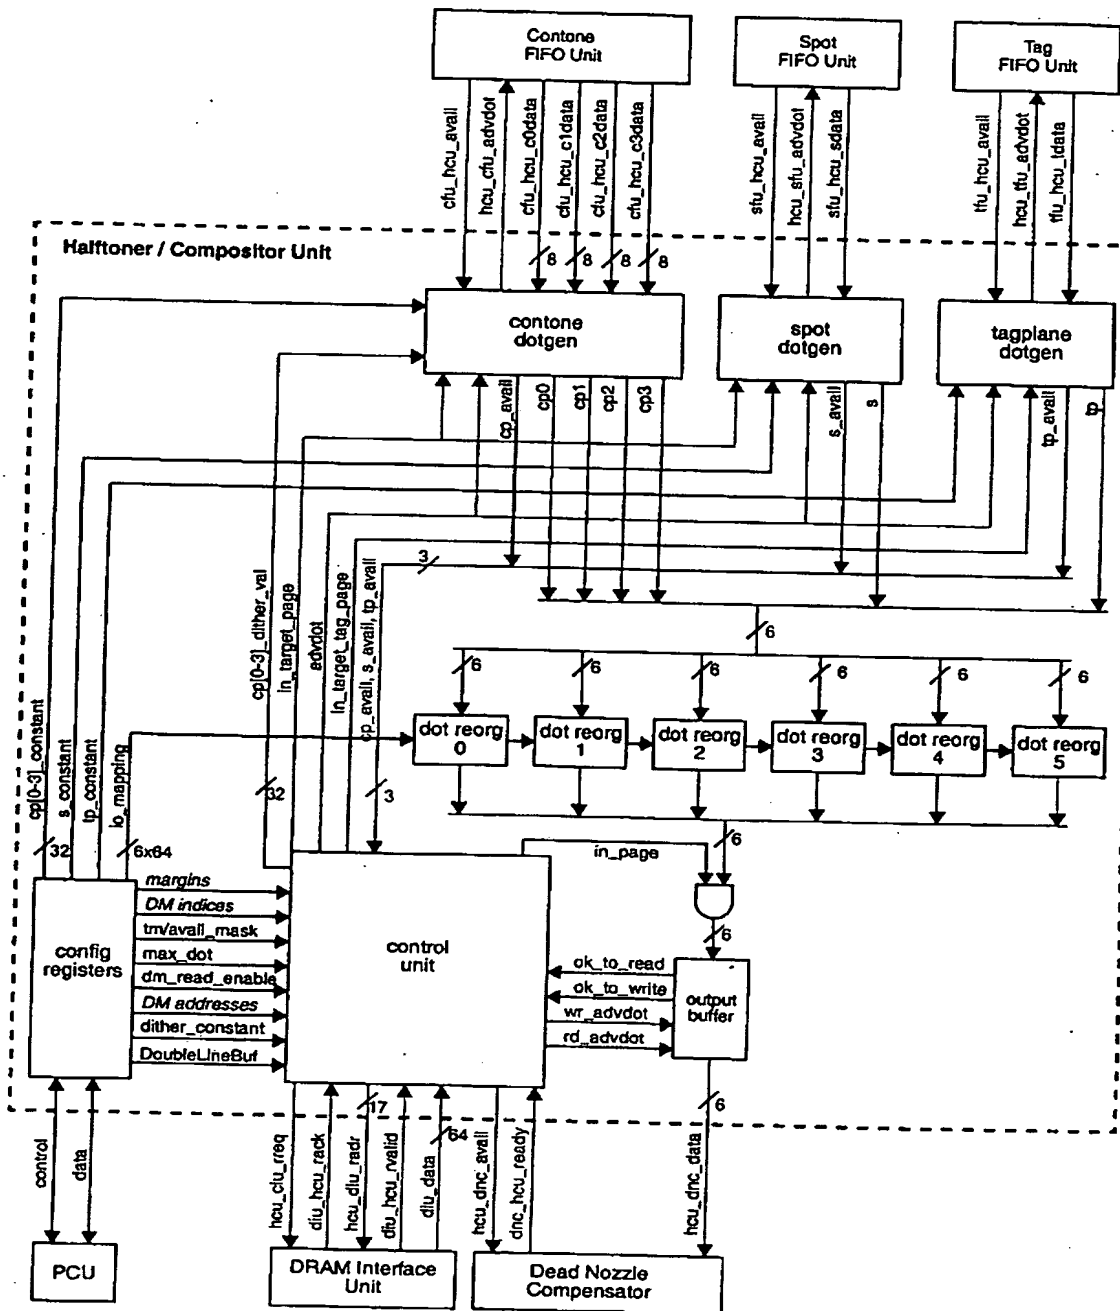 Contone
FIFO Unit
Spot
FIFO Unit
Tag
FIFO Unit
cfu_hcu_avail
hcu_cfu_advdot
cfu_hcu_c0data
cfu_hcu_c1data
cfu_hcu_c2data
cfu_hcu_c3data
sfu_hcu_avail
hcu_sfu_advdot
sfu_hcu_sdata
tfu_hcu_avail
hcu_tfu_advdot
tfu_hcu_tdata
Halftoner / Compositor Unit
8
8
8
8
contone
dotgen
spot
dotgen
tagplane
dotgen
cp_avail
cp0
cp1
cp2
cp3
s_avail
s
tp_avail
tp
3
cp[0-3]_dither_val
in_target_page
advdot
in_target_tag_page
cp_avail, s_avail, tp_avail
6
6
6
6
6
6
6
dot reorg
0
dot reorg
1
dot reorg
2
dot reorg
3
dot reorg
4
dot reorg
5
cp[0-3]_constant
s_constant
tp_constant
io_mapping
32
3
32
6x64
in_page
6
config
registers
margins
DM indices
tm/avail_mask
max_dot
dm_read_enable
DM addresses
dither_constant
DoubleLineBuf
control
unit
6
ok_to_read
ok_to_write
wr_advdot
rd_advdot
output
buffer
17
64
6
control
data
hcu_diu_rreq
diu_hcu_rack
hcu_diu_radr
diu_hcu_rvalid
diu_data
hcu_dnc_avail
dnc_hcu_ready
hcu_dnc_data
PCU
DRAM Interface
Unit
Dead Nozzle
Compensator